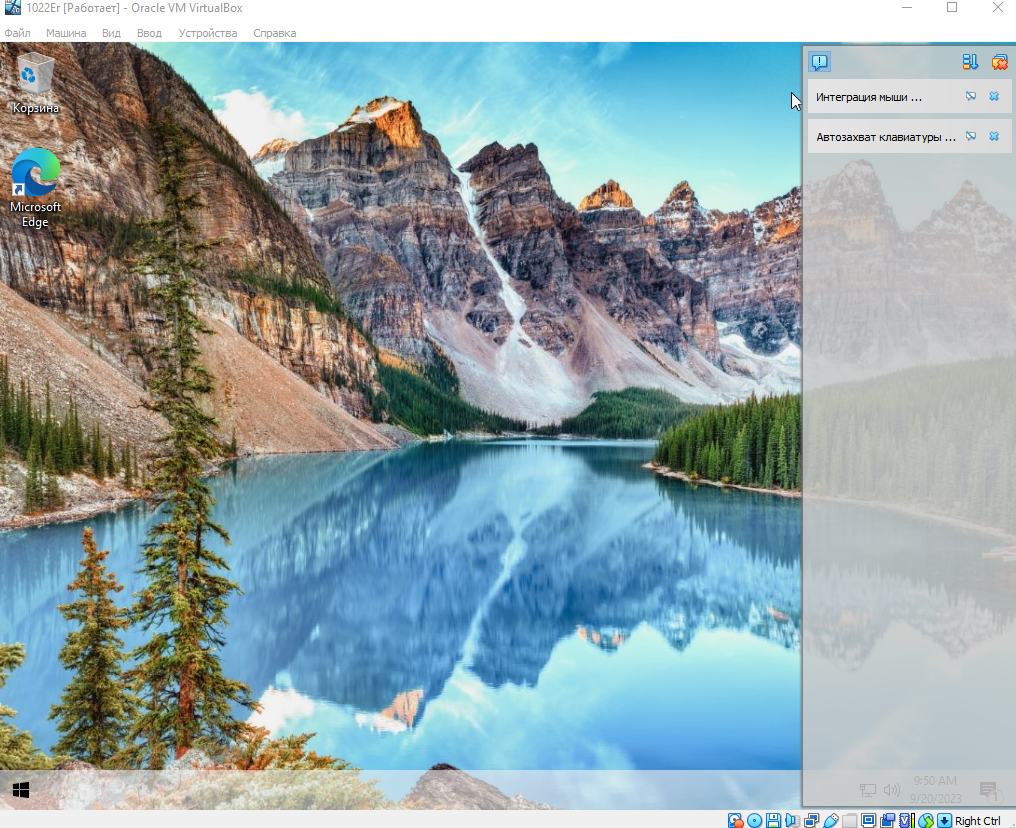 1022Er [Работает] - Oracle VM VirtualBox
Файл Машина Вид Ввод Устройства Справка
Корзина
Microsoft
Edge
Интеграция мыши ...
Автозахват клавиатуры ...
9:50 AM
9/20/2023
1
Right Ctrl